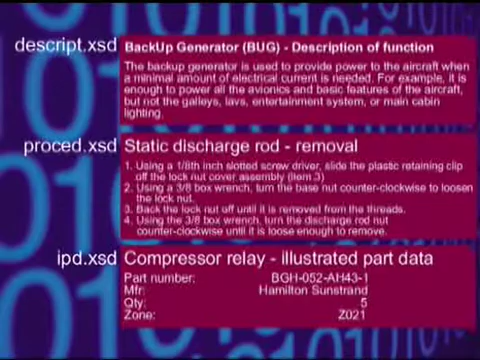 descript.xsd BackUp Generator (BUG) - Description of function
The backup generator is used to provide power to the aircraft when
a minimal amount of electrical current is needed. For example, it is
enough to power all the avionics and basic features of the aircraft,
but not the galleys, lavs, entertainment system, or main cabin
lighting.
proced.xsd Static discharge rod - removal
1. Using a 1/8th inch slotted screw driver, slide the plastic retaining clip
off the lock nut cover assembly (item 3)
2. Using a 3/8 box wrench, turn the base nut counter-clockwise to loosen
the lock nut.
3. Back the lock nut off until it is removed from the threads.
4. Using the 3/8 box wrench, turn the discharge rod nut
counter-clockwise until it is loose enough to remove.
ipd.xsd Compressor relay - illustrated part data
Part number: BGH-052-AH43-1
Mfr: Hamilton Sunstrand
Qty: 5
Zone: Z021